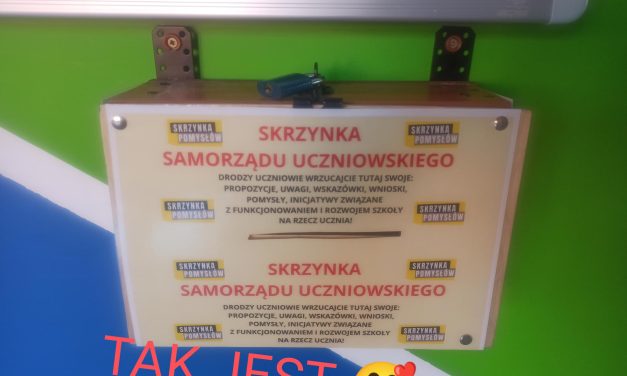 SKRZYNKA
POMYSŁÓW
SKRZYNKA
SKRZYNKA
POMYSŁÓW
SAMORZĄDU UCZNIOWSKIEGO
DRODZY UCZNIOWIE WRZUCAJCIE TUTAJ SWOJE:
PROPOZYCJE, UWAGI, WSKAZÓWKI, WNIOSKI,
POMYSŁY, INICJATYWY ZWIĄZANE
Z FUNKCJONOWANIEM I ROZWOJEM SZKOŁY
NA RZECZ UCZNIA!
SKRZYNKA
POMYSŁÓW
SKRZYNKA
POMYSŁÓW
SKRZYNKA
POMYSŁÓW
SKRZYNKA
SKRZYNKA
POMYSŁÓW
SAMORZĄDU UCZNIOWSKIEGO
DRODZY UCZNIOWIE WRZUCAJCIE TUTAJ SWOJE:
PROPOZYCJE, UWAGI, WSKAZÓWKI, WNIOSKI,
POMYSŁY, INICJATYWY ZWIĄZANE
Z FUNKCJONOWANIEM I ROZWOJEM SZKOŁY
NA RZECZ UCZNIA!
SKRZYNKA
POMYSŁÓW
SKRZYNKA
POMYSŁÓW
TAK JEST